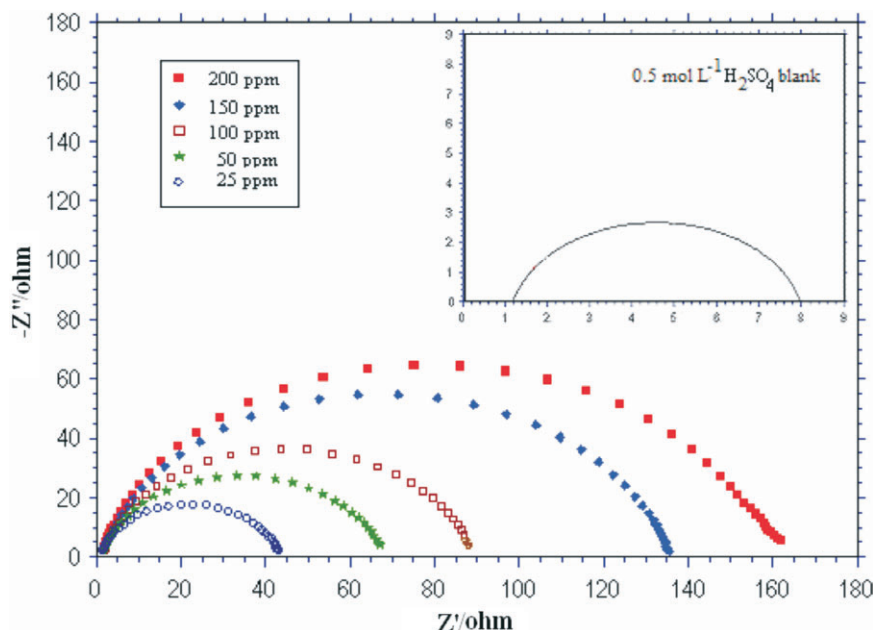 180
160
140
120
100
80
60
40
20
0
-Z"/ohm
200 ppm
150 ppm
100 ppm
50 ppm
25 ppm
9
8
7
6
5
4
3
2
1
0
0.5 mol L⁻¹ H₂SO₄ blank
0 1 2 3 4 5 6 7 8 9
0 20 40 60 80 100 120 140 160 180
Z'/ohm